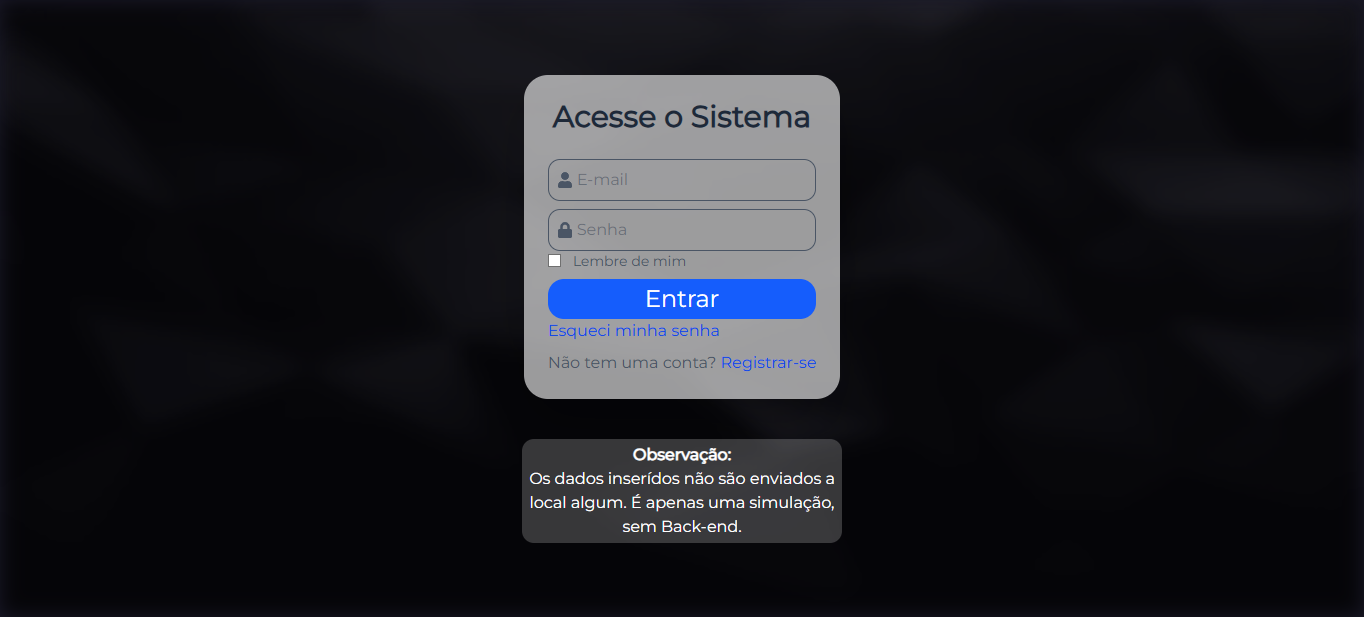 Acesse o Sistema
E-mail
Senha
Lembre de mim
Entrar
Esqueci minha senha
Não tem uma conta? Registrar-se
Observação:
Os dados inserídos não são enviados a
local algum. É apenas uma simulação,
sem Back-end.